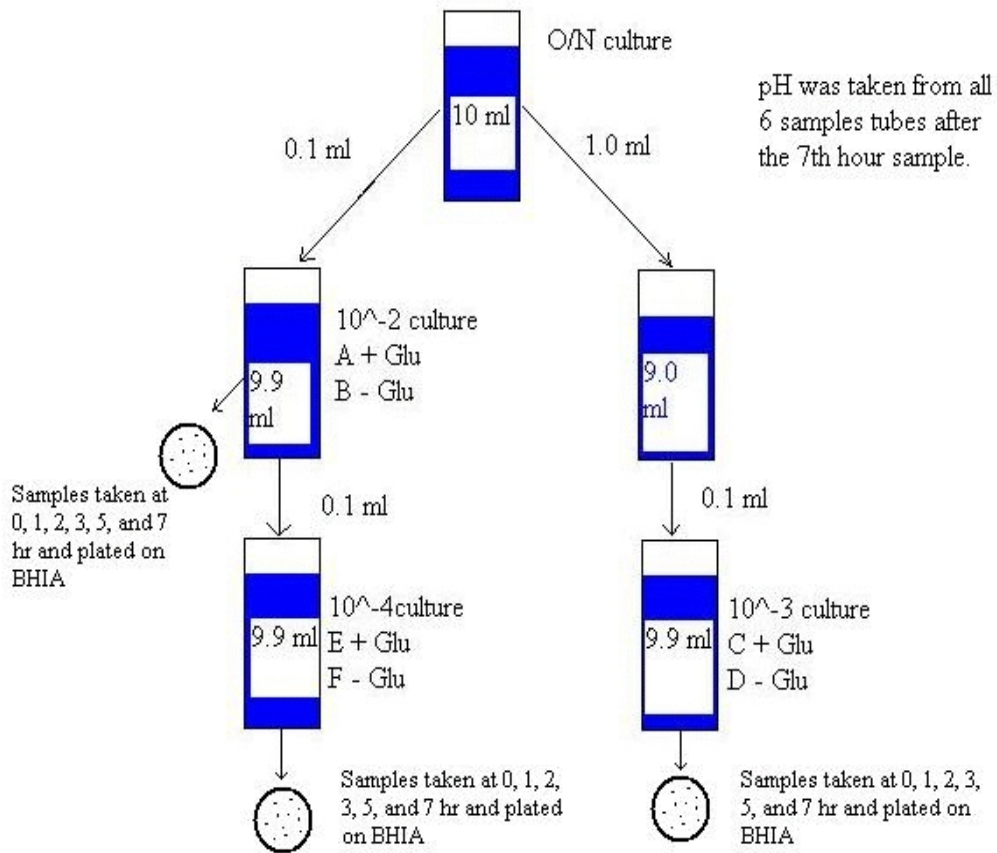 O/N culture
pH was taken from all
6 samples tubes after
the 7th hour sample.
10 ml
0.1 ml
1.0 ml
10^-2 culture
A + Glu
B - Glu
9.9
ml
9.0
ml
Samples taken at
0, 1, 2, 3, 5, and 7
hr and plated on
BHIA
0.1 ml
0.1 ml
10^-4culture
E + Glu
F - Glu
9.9 ml
10^-3 culture
C + Glu
D - Glu
9.9 ml
Samples taken at 0, 1, 2,
3, 5, and 7 hr and plated
on BHIA
Samples taken at 0, 1, 2, 3,
5, and 7 hr and plated on
BHIA